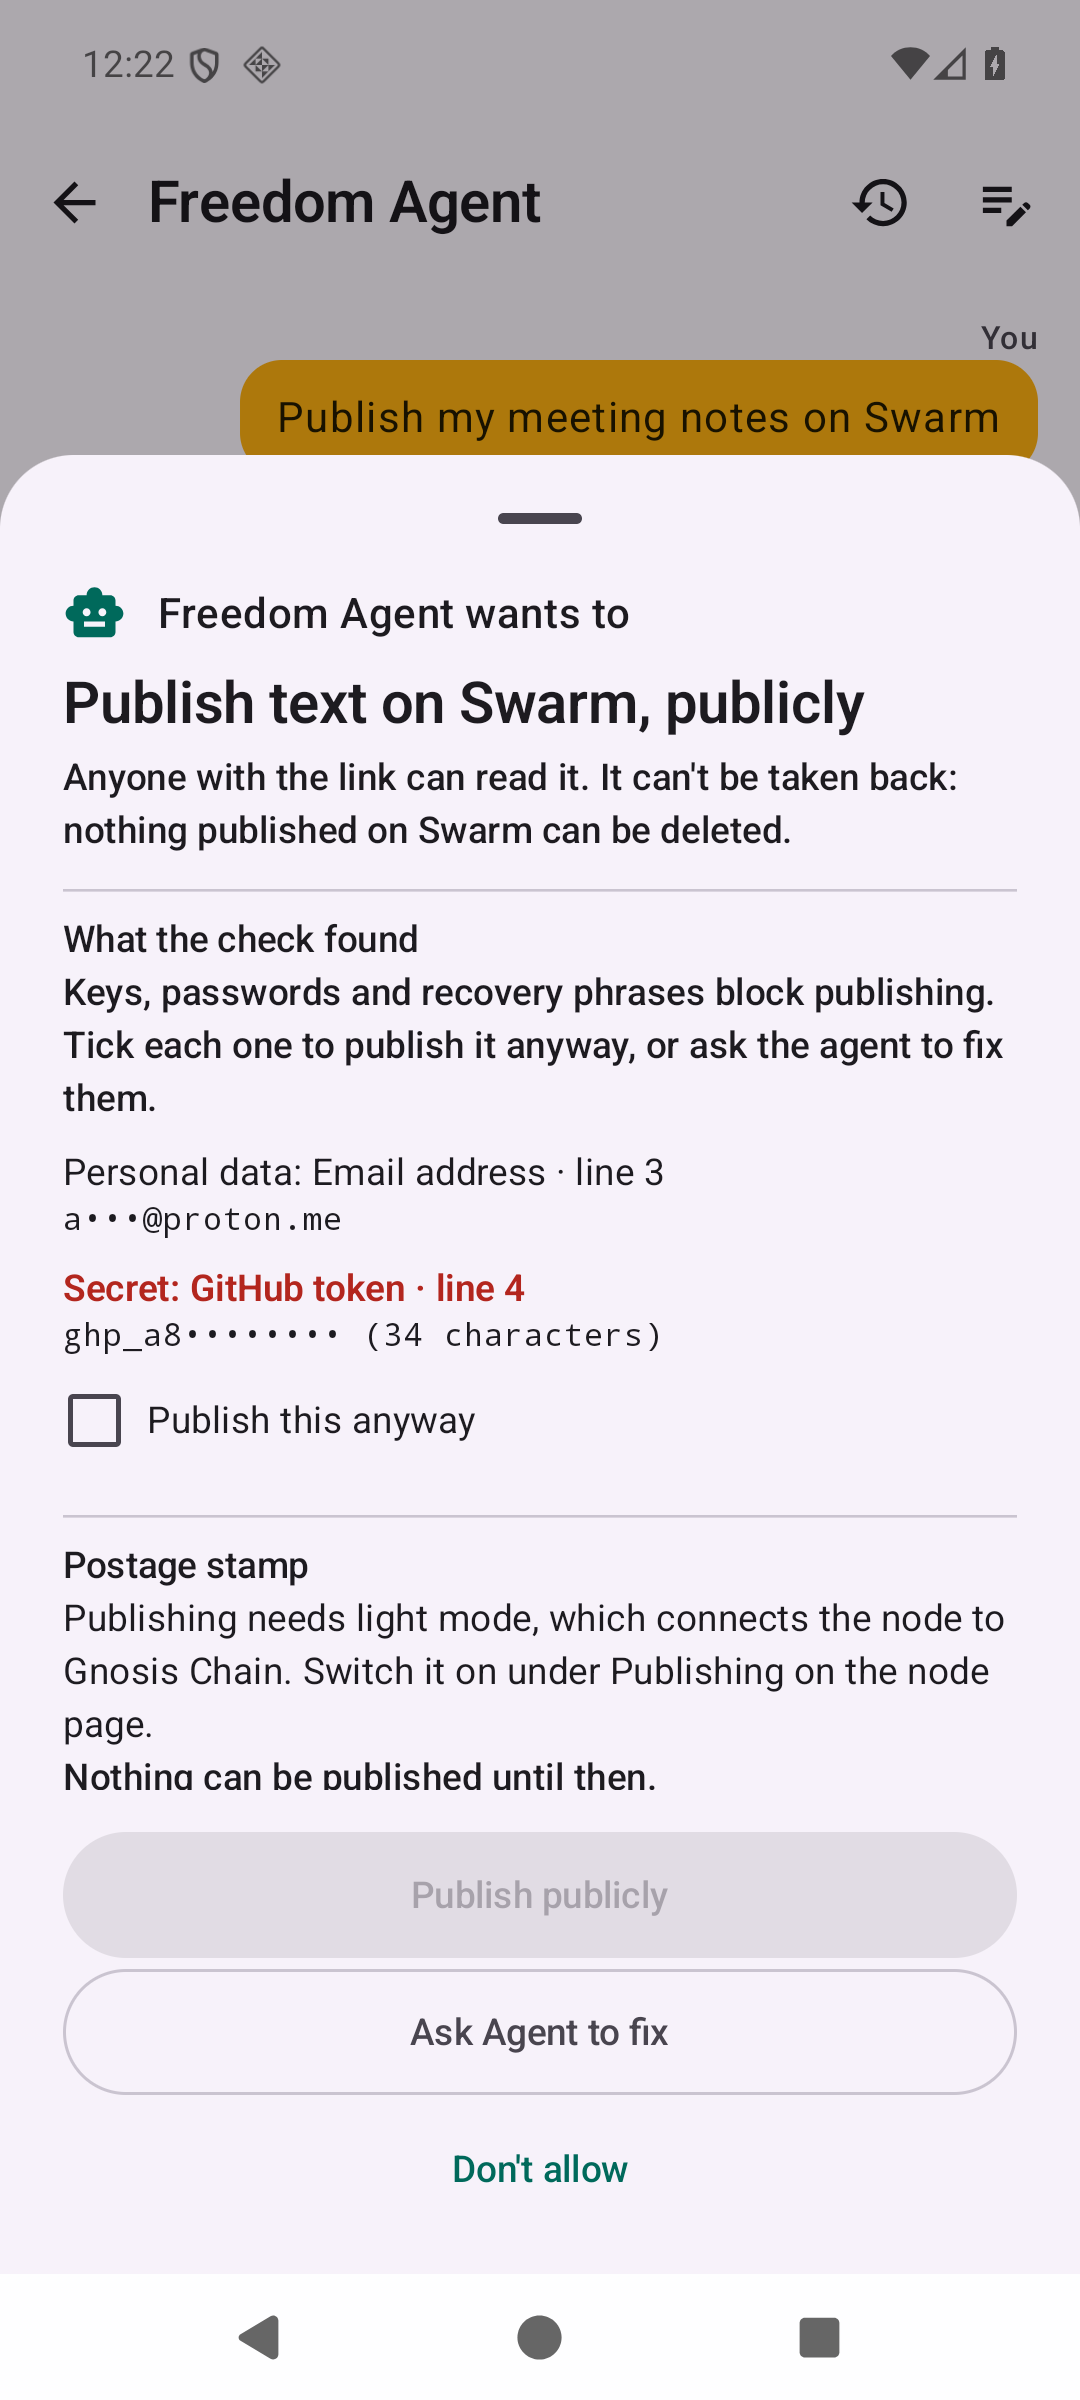 12:22
Freedom Agent
You
Publish my meeting notes on Swarm
Freedom Agent wants to
Publish text on Swarm, publicly
Anyone with the link can read it. It can't be taken back:
nothing published on Swarm can be deleted.
What the check found
Keys, passwords and recovery phrases block publishing.
Tick each one to publish it anyway, or ask the agent to fix
them.
Personal data: Email address · line 3
a•••@proton.me
Secret: GitHub token · line 4
ghp_a8•••••••• (34 characters)
Publish this anyway
Postage stamp
Publishing needs light mode, which connects the node to
Gnosis Chain. Switch it on under Publishing on the node
page.
Nothing can be published until then.
Publish publicly
Ask Agent to fix
Don't allow